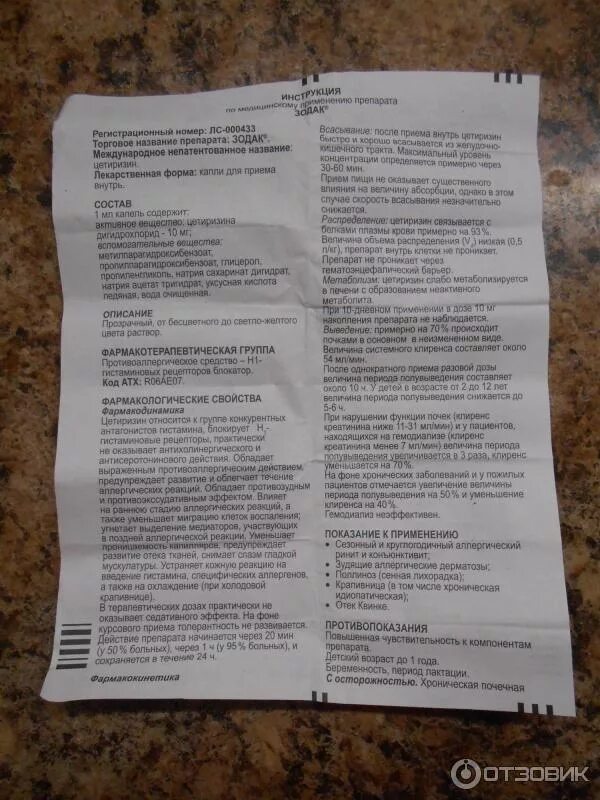 ИНСТРУКЦИЯ
по медицинскому применению препарата
ЗОДАК®
Регистрационный номер: ЛС-000433
Торговое название препарата: ЗОДАК®.
Международное непатентованное название:
цетиризин.
Лекарственная форма: капли для приема
внутрь.
СОСТАВ
1 мл капель содержит:
активное вещество: цетиризина
дигидрохлорид - 10 мг;
вспомогательные вещества:
метилпарагидроксибензоат,
пропилпарагидроксибензоат, глицерол,
пропиленгликоль, натрия сахаринат дигидрат,
натрия ацетат тригидрат, уксусная кислота
ледяная, вода очищенная.
ОПИСАНИЕ
Прозрачный, от бесцветного до светло-желтого
цвета раствор.
ФАРМАКОТЕРАПЕВТИЧЕСКАЯ ГРУППА
Противоаллергическое средство – H1-
гистаминовых рецепторов блокатор.
Код АТХ: R06AE07.
ФАРМАКОЛОГИЧЕСКИЕ СВОЙСТВА
Фармакодинамика
Цетиризин относится к группе конкурентных
антагонистов гистамина, блокирует H₁-
гистаминовые рецепторы, практически
не оказывает антихолинергического и
антисеротонинового действия. Обладает
выраженным противоаллергическим действием,
предупреждает развитие и облегчает течение
аллергических реакций. Обладает противозудным
и противоэкссудативным эффектом. Влияет
на раннюю стадию аллергических реакций, а
также уменьшает миграцию клеток воспаления;
угнетает выделение медиаторов, участвующих
в поздней аллергической реакции. Уменьшает
проницаемость капилляров, предупреждает
развитие отека тканей, снимает спазм гладкой
мускулатуры. Устраняет кожную реакцию на
введение гистамина, специфических аллергенов,
а также на охлаждение (при холодовой
крапивнице).
В терапевтических дозах практически не
оказывает седативного эффекта. На фоне
курсового приема толерантность не развивается.
Действие препарата начинается через 20 мин
(у 50% больных), через 1 ч (у 95% больных), и
сохраняется в течение 24 ч.
Фармакокинетика
Всасывание: после приема внутрь цетиризин
быстро и хорошо всасывается из желудочно-
кишечного тракта. Максимальный уровень
концентрации определяется примерно через
30-60 мин.
Прием пищи не оказывает существенного
влияния на величину абсорбции, однако в этом
случае скорость всасывания незначительно
снижается.
Распределение: цетиризин связывается с
белками плазмы крови примерно на 93%.
Величина объема распределения (Vd) низкая (0,5
л/кг), препарат внутрь клетки не проникает.
Препарат не проникает через
гематоэнцефалический барьер.
Метаболизм: цетиризин слабо метаболизируется
в печени с образованием неактивного
метаболита.
При 10-дневном применении в дозе 10 мг
накопления препарата не наблюдается.
Выведение: примерно на 70% происходит
почками в основном в неизмененном виде.
Величина системного клиренса составляет около
54 мл/мин.
После однократного приема разовой дозы
величина периода полувыведения составляет
около 10 ч. У детей в возрасте от 2 до 12 лет
величина периода полувыведения снижается до
5-6 ч.
При нарушении функции почек (клиренс
креатинина ниже 11-31 мл/мин) и у пациентов,
находящихся на гемодиализе (клиренс
креатинина менее 7 мл/мин) величина периода
полувыведения увеличивается в 3 раза, клиренс
уменьшается на 70%.
На фоне хронических заболеваний и у пожилых
пациентов отмечается увеличение величины
периода полувыведения на 50% и уменьшение
клиренса на 40%.
Гемодиализ неэффективен.
ПОКАЗАНИЕ К ПРИМЕНЕНИЮ
• Сезонный и круглогодичный аллергический
ринит и конъюнктивит;
• Зудящие аллергические дерматозы;
• Поллиноз (сенная лихорадка);
• Крапивница (в том числе хроническая
идиопатическая);
• Отек Квинке.
ПРОТИВОПОКАЗАНИЯ
Повышенная чувствительность к компонентам
препарата.
Детский возраст до 1 года.
Беременность, период лактации.
С осторожностью. Хроническая почечная
ОТЗОВИК